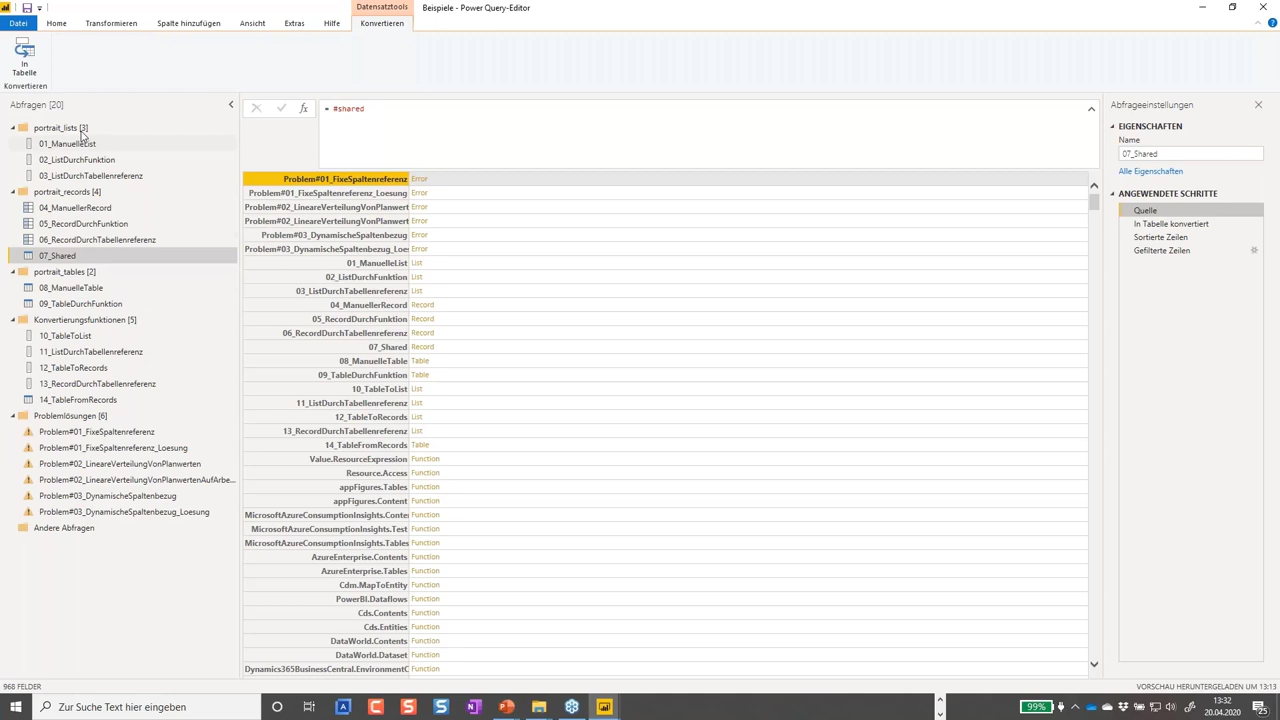 Datensatztools
Beispiele - Power Query-Editor
Datei
Home
Transformieren
Spalte hinzufügen
Ansicht
Extras
Hilfe
Konvertieren
In
Tabelle
Konvertieren
Abfragen [20]
portrait_lists [3]
01_ManuelleList
02_ListDurchFunktion
03_ListDurchTabellenreferenz
portrait_records [4]
04_ManuellerRecord
05_RecordDurchFunktion
06_RecordDurchTabellenreferenz
07_Shared
portrait_tables [2]
08_ManuelleTable
09_TableDurchFunktion
Konvertierungsfunktionen [5]
10_TableToList
11_ListDurchTabellenreferenz
12_TableToRecords
13_RecordDurchTabellenreferenz
14_TableFromRecords
Problemlösungen [6]
Problem#01_FixeSpaltenreferenz
Problem#01_FixeSpaltenreferenz_Loesung
Problem#02_LineareVerteilungVonPlanwerten
Problem#02_LineareVerteilungVonPlanwertenAufArbe...
Problem#03_DynamischeSpaltenbezug
Problem#03_DynamischeSpaltenbezug_Loesung
Andere Abfragen
fx
= #shared
Problem#01_FixeSpaltenreferenz Error
Problem#01_FixeSpaltenreferenz_Loesung Error
Problem#02_LineareVerteilungVonPlanwert Error
Problem#02_LineareVerteilungVonPlanwert Error
Problem#03_DynamischeSpaltenbezug Error
Problem#03_DynamischeSpaltenbezug_Loe Error
01_ManuelleList List
02_ListDurchFunktion List
03_ListDurchTabellenreferenz List
04_ManuellerRecord Record
05_RecordDurchFunktion Record
06_RecordDurchTabellenreferenz Record
07_Shared Record
08_ManuelleTable Table
09_TableDurchFunktion Table
10_TableToList List
11_ListDurchTabellenreferenz List
12_TableToRecords List
13_RecordDurchTabellenreferenz List
14_TableFromRecords Table
Value.ResourceExpression Function
Resource.Access Function
appFigures.Tables Function
appFigures.Content Function
MicrosoftAzureConsumptionInsights.Conte Function
MicrosoftAzureConsumptionInsights.Test Function
MicrosoftAzureConsumptionInsights.Tables Function
AzureEnterprise.Contents Function
AzureEnterprise.Tables Function
Cdm.MapToEntity Function
PowerBI.Dataflows Function
Cds.Contents Function
Cds.Entities Function
DataWorld.Contents Function
DataWorld.Dataset Function
Dynamics365BusinessCentral.EnvironmentC Function
Abfrageeinstellungen
EIGENSCHAFTEN
Name
07_Shared
Alle Eigenschaften
ANGEWENDETE SCHRITTE
Quelle
In Tabelle konvertiert
Sortierte Zeilen
Gefilterte Zeilen
968 FELDER
VORSCHAU HERUNTERGELADEN UM 13:13
Zur Suche Text hier eingeben
99%
13:32
20.04.2020
25